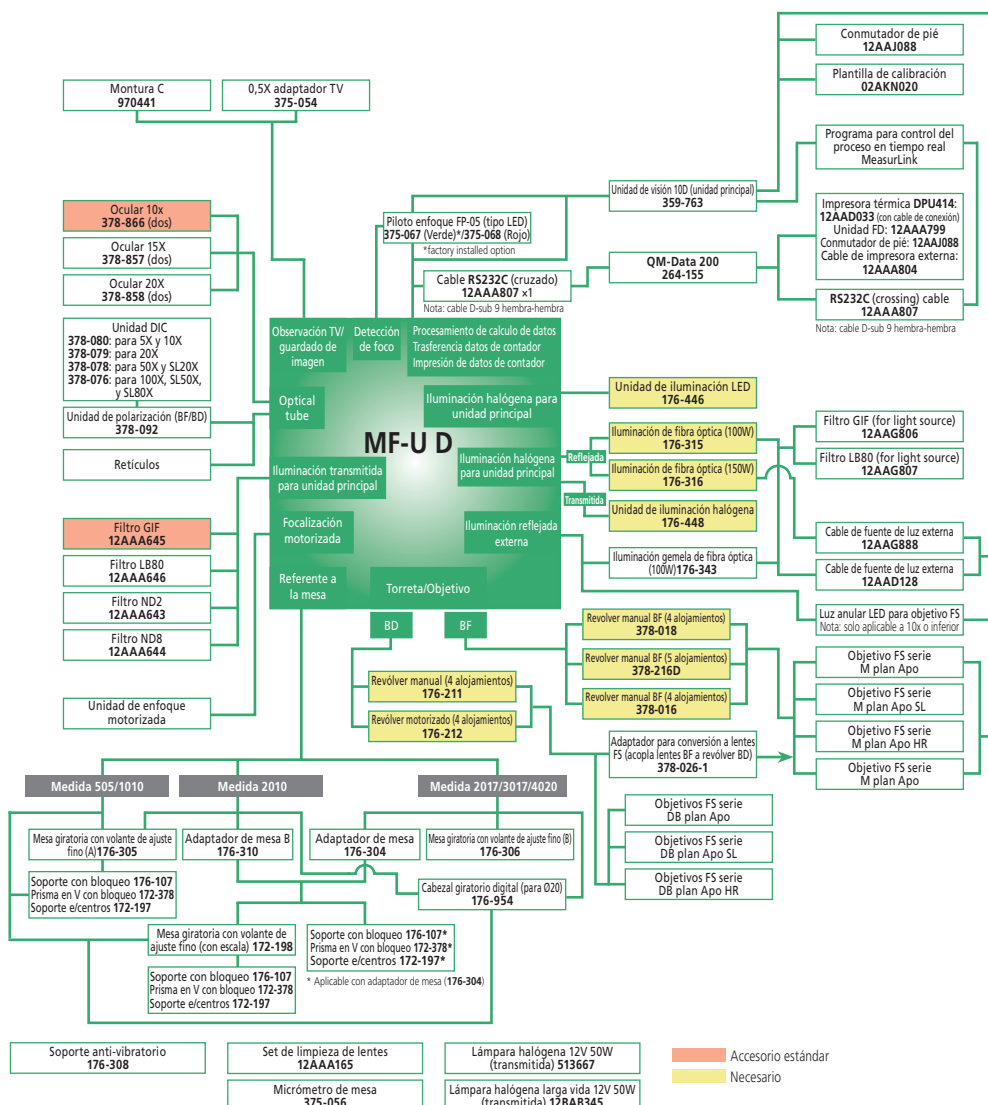 Conmutador de pié
12AAJ088
Plantilla de calibración
02AKN020
Montura C
970441
0,5X adaptador TV
375-054
Programa para control del
proceso en tiempo real
MeasurLink
Unidad de visión 10D (unidad principal)
359-763
Ocular 10x
378-866 (dos)
Ocular 15X
378-857 (dos)
Ocular 20X
378-858 (dos)
Piloto enfoque FP-05 (tipo LED)
375-067 (Verde)*/375-068 (Rojo)
*factory installed option
Impresora térmica DPU414:
12AAD033 (con cable de conexión)
Unidad FD: 12AAA799
Conmutador de pié: 12AAJ088
Cable de impresora externa:
12AAA804
QM-Data 200
264-155
Cable RS232C (cruzado)
12AAA807 ×1
Nota: cable D-sub 9 hembra-hembra
RS232C (crossing) cable
12AAA807
Nota: cable D-sub 9 hembra-hembra
Unidad DIC
378-080: para 5X y 10X
378-079: para 20X
378-078: para 50X y SL20X
378-076: para 100X, SL50X,
y SL80X
Unidad de polarización (BF/BD)
378-092
Retículos
Observación TV/
guardado de
imagen
Detección
de foco
Procesamiento de calculo de datos
Trasferencia datos de contador
Impresión de datos de contador
Optical
tube
Iluminación halógena para
unidad principal
MF-U D
Iluminación transmitida
para unidad principal
Iluminación halógena
para unidad principal
Focalización
motorizada
Iluminación reflejada
externa
Referente a
la mesa
Torreta/Objetivo
BD
BF
Unidad de iluminación LED
176-446
Reflejada
Iluminación de fibra óptica (100W)
176-315
Iluminación de fibra óptica (150W)
176-316
Transmitida
Unidad de iluminación halógena
176-448
Iluminación gemela de fibra óptica
(100W)176-343
Filtro GIF (for light source)
12AAG806
Filtro LB80 (for light source)
12AAG807
Cable de fuente de luz externa
12AAG888
Cable de fuente de luz externa
12AAD128
Luz anular LED para objetivo FS
Nota: solo aplicable a 10x o inferior
Filtro GIF
12AAA645
Filtro LB80
12AAA646
Filtro ND2
12AAA643
Filtro ND8
12AAA644
Unidad de enfoque
motorizada
Revolver manual BF (4 alojamientos)
378-018
Revolver manual BF (5 alojamientos)
378-216D
Revolver manual BF (4 alojamientos)
378-016
Revólver manual (4 alojamientos)
176-211
Revólver motorizado (4 alojamientos)
176-212
Adaptador para conversión a lentes
FS (acopla lentes BF a revólver BD)
378-026-1
Objetivo FS serie
M plan Apo
Objetivo FS serie
M plan Apo SL
Objetivo FS serie
M plan Apo HR
Objetivo FS serie
M plan Apo
Objetivos FS serie
DB plan Apo
Objetivos FS serie
DB plan Apo SL
Objetivos FS serie
DB plan Apo HR
Medida 505/1010
Medida 2010
Medida 2017/3017/4020
Mesa giratoria con volante de ajuste
fino (A)176-305
Adaptador de mesa B
176-310
Adaptador de mesa
176-304
Mesa giratoria con volante de ajuste fino (B)
176-306
Soporte con bloqueo 176-107
Prisma en V con bloqueo 172-378
Soporte e/centros 172-197
Cabezal giratorio digital (para Ø20)
176-954
Mesa giratoria con volante de
ajuste fino (con escala) 172-198
Soporte con bloqueo 176-107*
Prisma en V con bloqueo 172-378*
Soporte e/centros 172-197*
* Aplicable con adaptador de mesa (176-304)
Soporte con bloqueo 176-107
Prisma en V con bloqueo 172-378
Soporte e/centros 172-197
Soporte anti-vibratorio
176-308
Set de limpieza de lentes
12AAA165
Lámpara halógena 12V 50W
(transmitida) 513667
Micrómetro de mesa
375-056
Lámpara halógena larga vida 12V 50W
(transmitida) 12BAB345
Accesorio estándar
Necesario